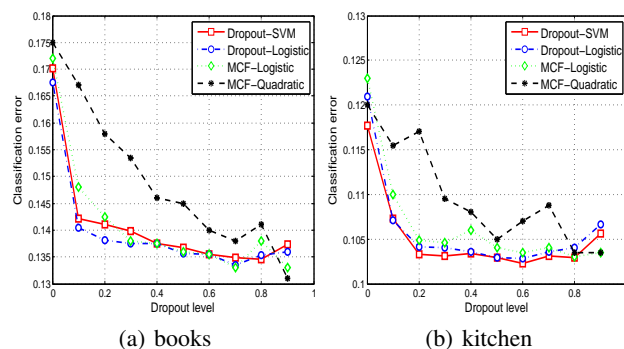 0.18
0.175
0.17
0.165
0.16
0.155
0.15
0.145
0.14
0.135
0.13
Classification error
0 0.2 0.4 0.6 0.8 1
Dropout level
Dropout−SVM
Dropout−Logistic
MCF−Logistic
MCF−Quadratic
(a) books
0.13
0.125
0.12
0.115
0.11
0.105
0.1
Classification error
0 0.2 0.4 0.6 0.8
Dropout level
Dropout−SVM
Dropout−Logistic
MCF−Logistic
MCF−Quadratic
(b) kitchen